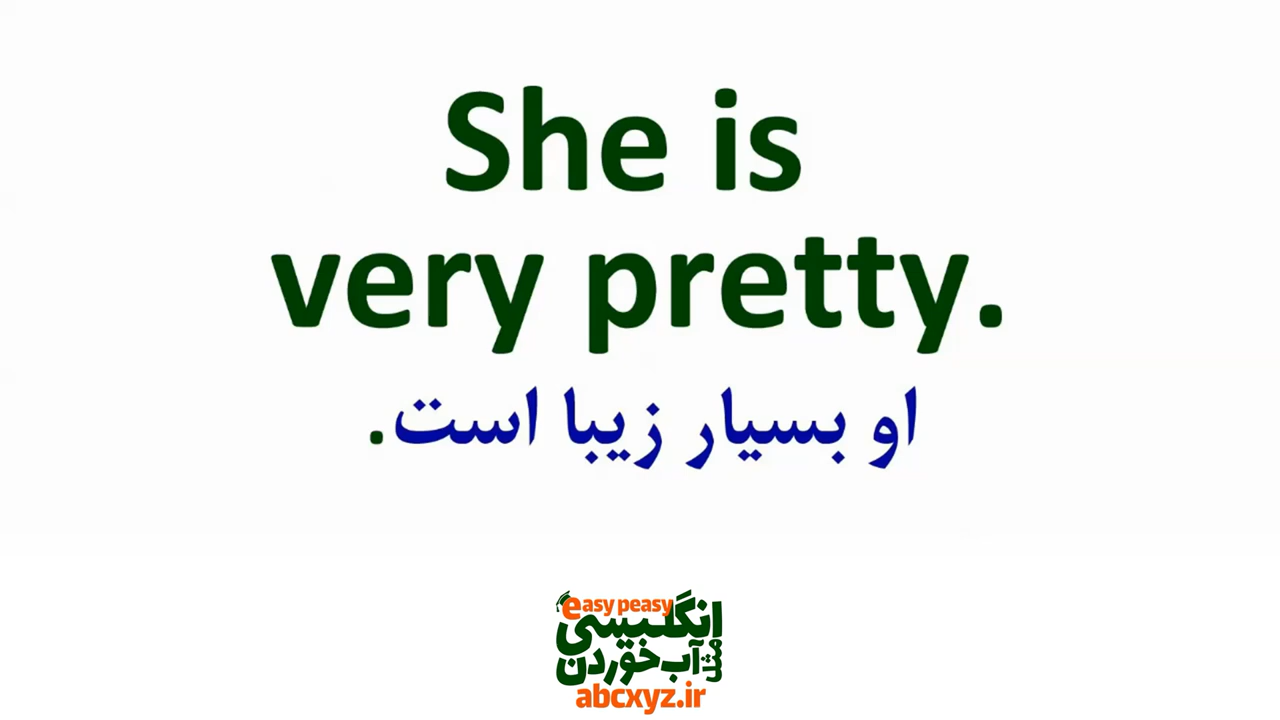 She is
very pretty.
او بسیار زیبا است.
easy peasy
انگلیسی
مثل
آب خوردن
abcxyz.ir